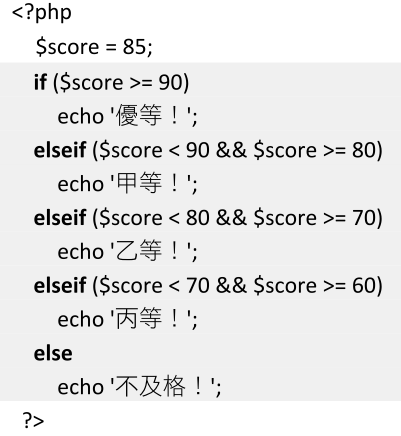 <?php
$score = 85;
if ($score >= 90)
echo '優等！';
elseif ($score < 90 && $score >= 80)
echo '甲等！';
elseif ($score < 80 && $score >= 70)
echo '乙等！';
elseif ($score < 70 && $score >= 60)
echo '丙等！';
else
echo '不及格！';
?>